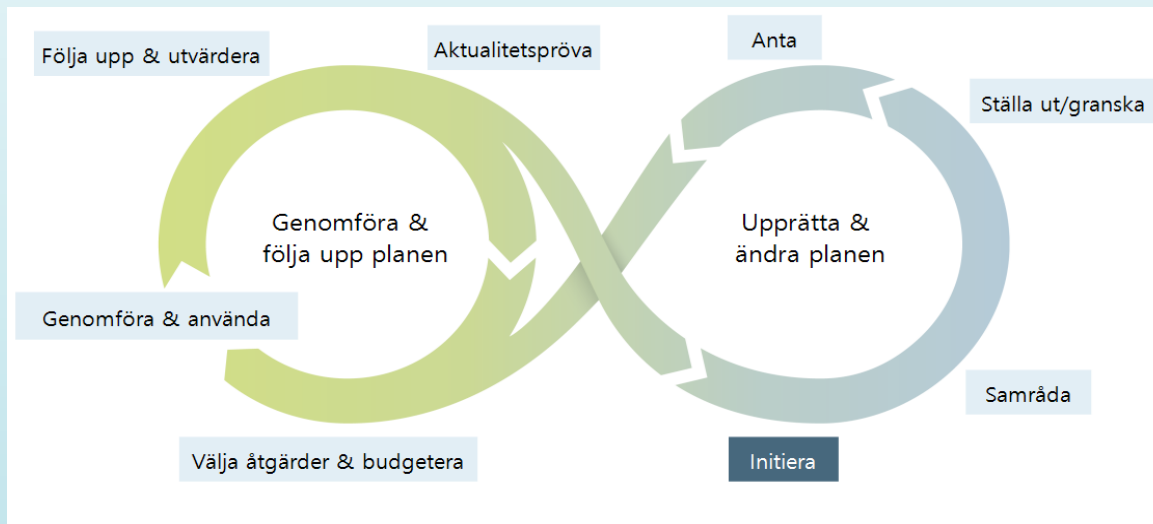 Följa upp & utvärdera
Aktualitetspröva
Anta
Ställa ut/granska
Genomföra &
följa upp planen
Upprätta &
ändra planen
Genomföra & använda
Samråda
Välja åtgärder & budgetera
Initiera